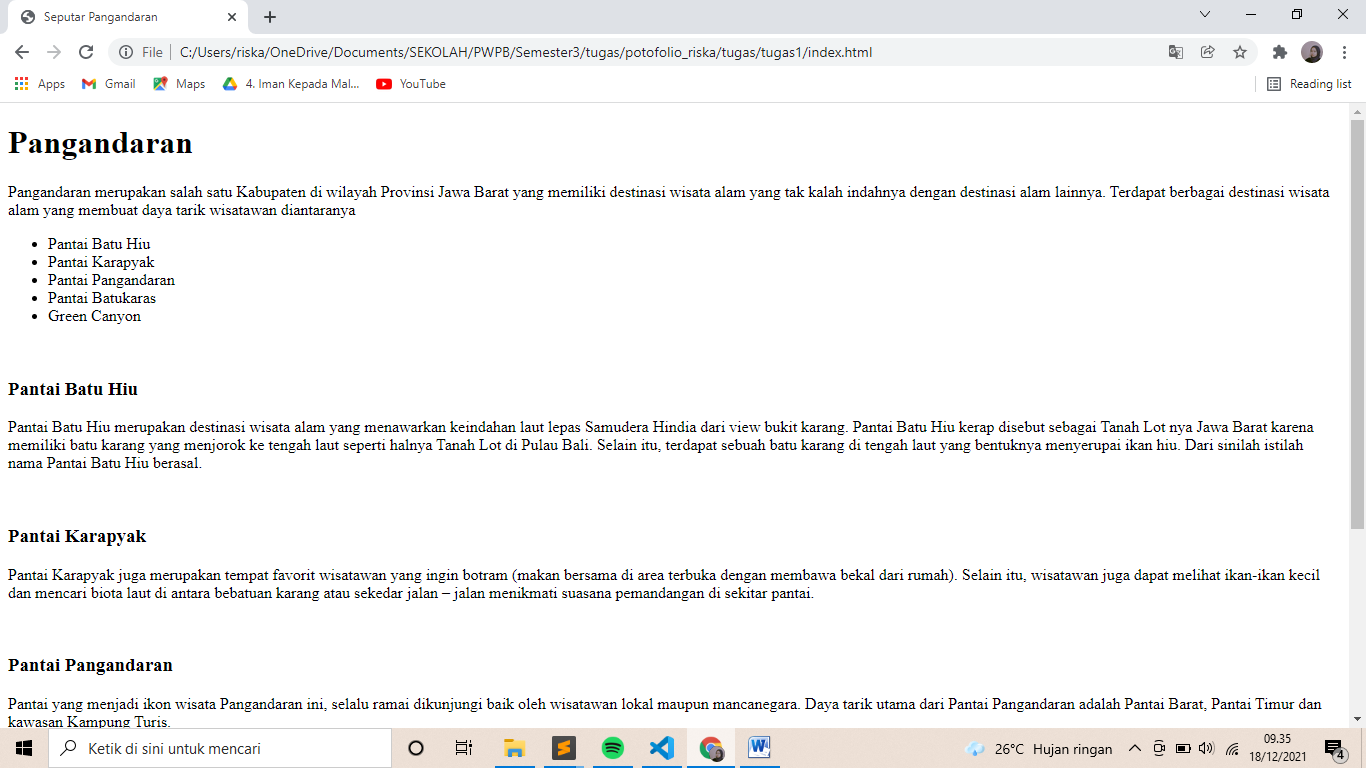 Seputar Pangandaran
File
C:/Users/riska/OneDrive/Documents/SEKOLAH/PWPB/Semester3/tugas/potofolio_riska/tugas/tugas1/index.html
Apps
Gmail
Maps
4. Iman Kepada Mal...
YouTube
Reading list
Pangandaran
Pangandaran merupakan salah satu Kabupaten di wilayah Provinsi Jawa Barat yang memiliki destinasi wisata alam yang tak kalah indahnya dengan destinasi alam lainnya. Terdapat berbagai destinasi wisata
alam yang membuat daya tarik wisatawan diantaranya
• Pantai Batu Hiu
• Pantai Karapyak
• Pantai Pangandaran
• Pantai Batukaras
• Green Canyon
Pantai Batu Hiu
Pantai Batu Hiu merupakan destinasi wisata alam yang menawarkan keindahan laut lepas Samudera Hindia dari view bukit karang. Pantai Batu Hiu kerap disebut sebagai Tanah Lot nya Jawa Barat karena
memiliki batu karang yang menjorok ke tengah laut seperti halnya Tanah Lot di Pulau Bali. Selain itu, terdapat sebuah batu karang di tengah laut yang bentuknya menyerupai ikan hiu. Dari sinilah istilah
nama Pantai Batu Hiu berasal.
Pantai Karapyak
Pantai Karapyak juga merupakan tempat favorit wisatawan yang ingin botram (makan bersama di area terbuka dengan membawa bekal dari rumah). Selain itu, wisatawan juga dapat melihat ikan-ikan kecil
dan mencari biota laut di antara bebatuan karang atau sekedar jalan – jalan menikmati suasana pemandangan di sekitar pantai.
Pantai Pangandaran
Pantai yang menjadi ikon wisata Pangandaran ini, selalu ramai dikunjungi baik oleh wisatawan lokal maupun mancanegara. Daya tarik utama dari Pantai Pangandaran adalah Pantai Barat, Pantai Timur dan
kawasan Kampung Turis.
Ketik di sini untuk mencari
26°C Hujan ringan
09.35
18/12/2021
4